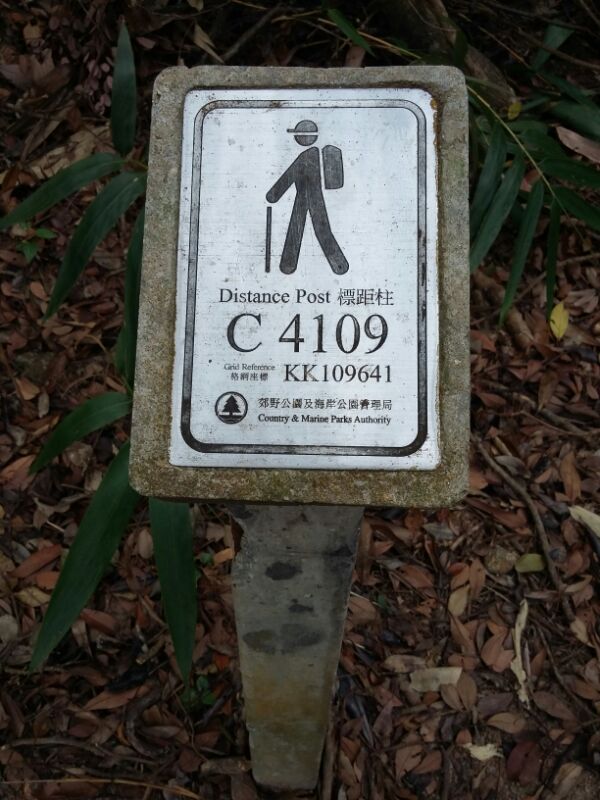 Distance Post 標距柱
C 4109
Grid Reference
格網座標 KK109641
郊野公園及海岸公園管理局
Country & Marine Parks Authority